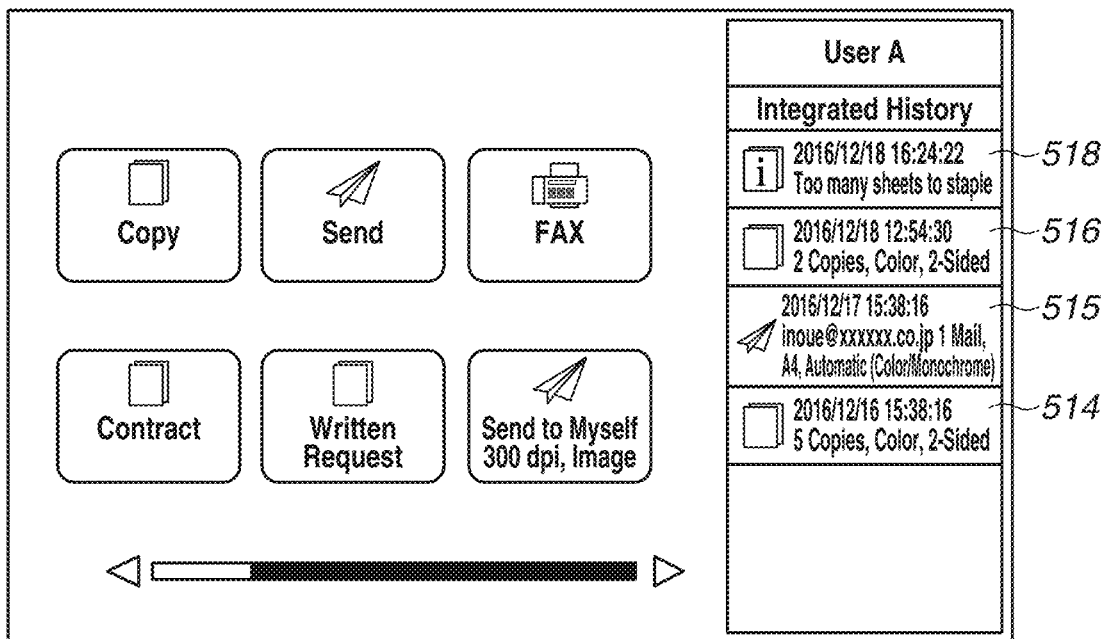 User A
Integrated History
i
2016/12/18 16:24:22
Too many sheets to staple
518
2016/12/18 12:54:30
2 Copies, Color, 2-Sided
516
2016/12/17 15:38:16
inoue@xxxxxx.co.jp 1 Mail,
A4, Automatic (Color/Monochrome)
515
2016/12/16 15:38:16
5 Copies, Color, 2-Sided
514
Copy
Send
FAX
Contract
Written
Request
Send to Myself
300 dpi, Image